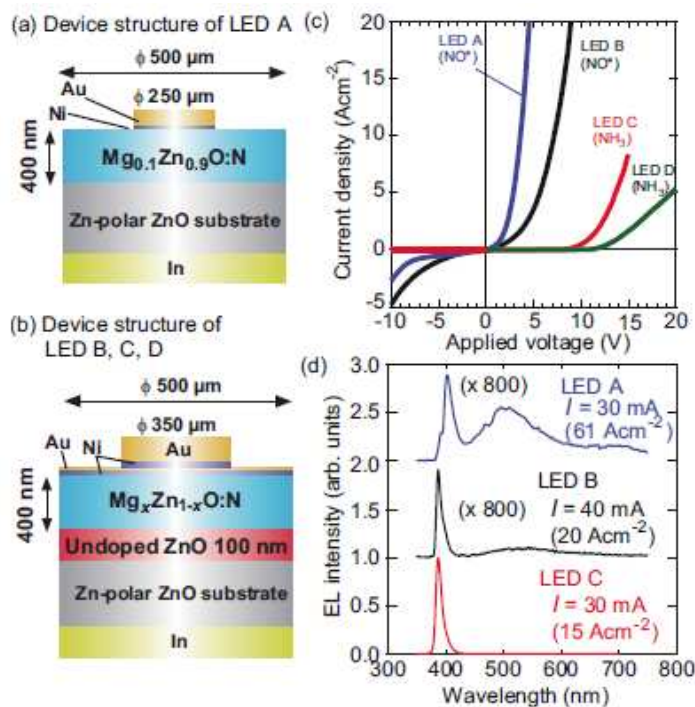 (a) Device structure of LED A
ϕ 500 μm
Au
ϕ 250 μm
Ni
400 nm
Mg0.1Zn0.9O:N
Zn-polar ZnO substrate
In
(b) Device structure of
LED B, C, D
ϕ 500 μm
ϕ 350 μm
Au
Ni
Au
400 nm
MgxZn1-xO:N
Undoped ZnO 100 nm
Zn-polar ZnO substrate
In
(c)
Current density (Acm-2)
20
15
10
5
0
-5
LED A
(NO*)
LED B
(NO*)
LED C
(NH3)
LED D
(NH3)
-10
-5
0
5
10
15
20
Applied voltage (V)
(d)
EL intensity (arb. units)
3.0
2.5
2.0
1.5
1.0
0.5
0.0
(x 800)
LED A
I = 30 mA
(61 Acm-2)
(x 800)
LED B
I = 40 mA
(20 Acm-2)
LED C
I = 30 mA
(15 Acm-2)
300 400 500 600 700 800
Wavelength (nm)